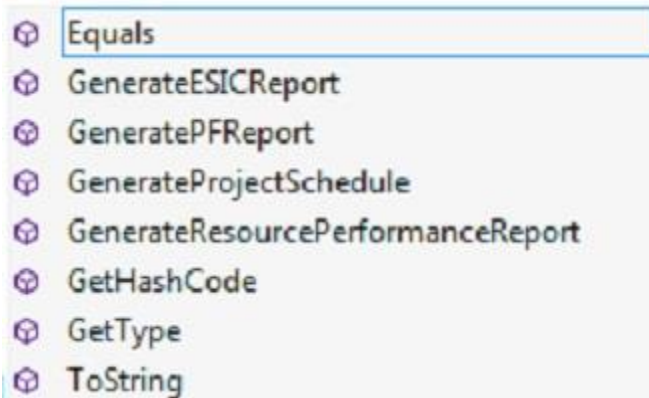 Equals
GenerateESICReport
GeneratePFReport
GenerateProjectSchedule
GenerateResourcePerformanceReport
GetHashCode
GetType
ToString